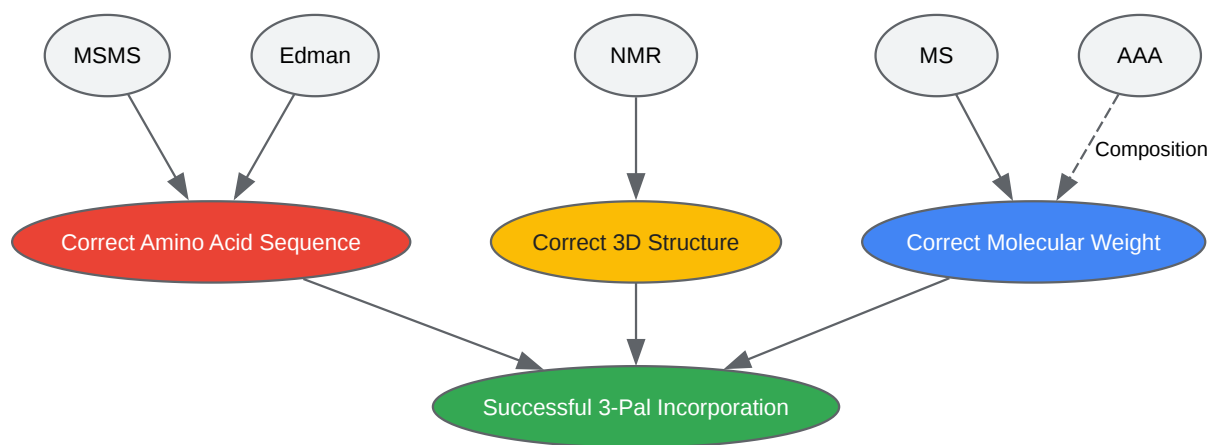 MSMS
Edman
NMR
MS
AAA
Composition
Correct Amino Acid Sequence
Correct 3D Structure
Correct Molecular Weight
Successful 3-Pal Incorporation